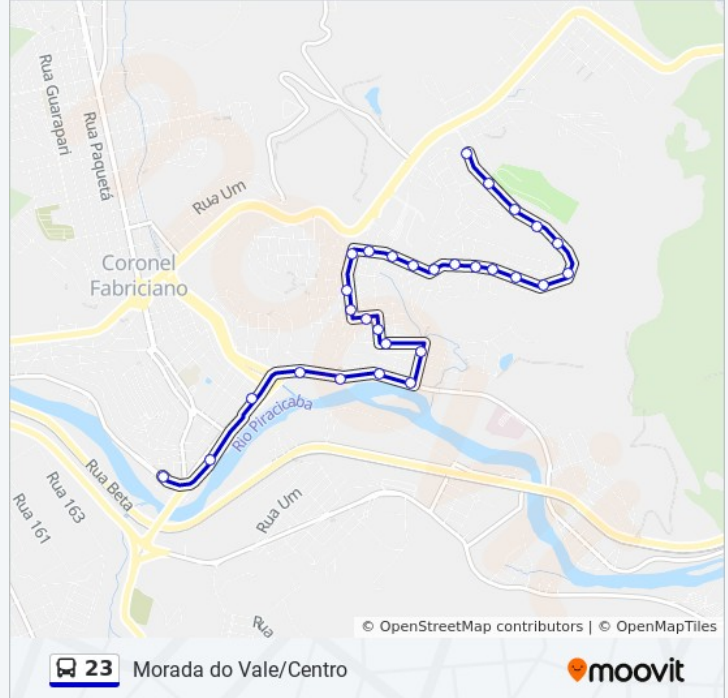 Rua Guarapari
Rua Paquetá
Rua Um
Coronel
Fabriciano
Rio Piracicaba
Rua Beta
Rua 163
Rua 161
Rua Um
Rua
© OpenStreetMap contributors | © OpenMapTiles
23 Morada do Vale/Centro
moovit